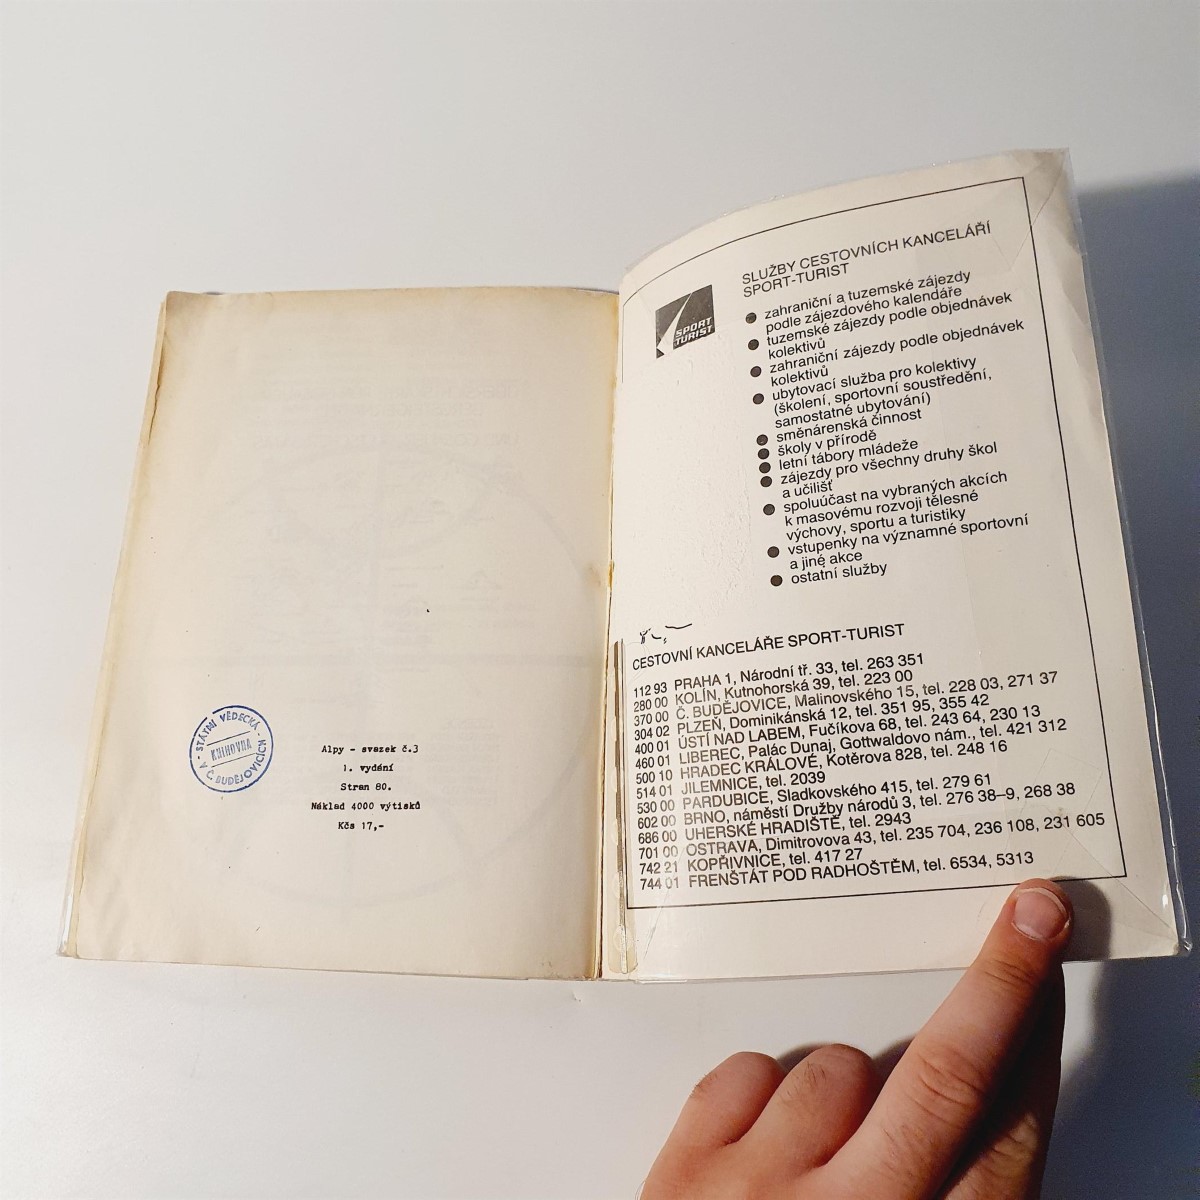 STÁTNÍ VĚDECKÁ
KNIHOVNA
V Č. BUDĚJOVICÍCH
Alpy - svazek č.3
1. vydání
Stran 80.
Náklad 4000 výtisků
Kčs 17,-
SPORT
TURIST
SLUŽBY CESTOVNÍCH KANCELÁŘÍ
SPORT-TURIST
● zahraniční a tuzemské zájezdy
podle zájezdového kalendáře
● tuzemské zájezdy podle objednávek
kolektivů
● zahraniční zájezdy podle objednávek
kolektivů
● ubytovací služba pro kolektivy
(školení, sportovní soustředění,
samostatné ubytování)
● směnárenská činnost
● školy v přírodě
● letní tábory mládeže
● zájezdy pro všechny druhy škol
a učilišť
● spoluúčast na vybraných akcích
k masovému rozvoji tělesné
výchovy, sportu a turistiky
● vstupenky na významné sportovní
a jiné akce
● ostatní služby
CESTOVNÍ KANCELÁŘE SPORT-TURIST
112 93 PRAHA 1, Národní tř. 33, tel. 263 351
280 00 KOLÍN, Kutnohorská 39, tel. 223 00
370 00 Č. BUDĚJOVICE, Malinovského 15, tel. 228 03, 271 37
304 02 PLZEŇ, Dominikánská 12, tel. 351 95, 355 42
400 01 ÚSTÍ NAD LABEM, Fučíkova 68, tel. 243 64, 230 13
460 01 LIBEREC, Palác Dunaj, Gottwaldovo nám., tel. 421 312
500 10 HRADEC KRÁLOVÉ, Kotěrova 828, tel. 248 16
514 01 JILEMNICE, tel. 2039
530 00 PARDUBICE, Sladkovského 415, tel. 279 61
602 00 BRNO, náměstí Družby národů 3, tel. 276 38–9, 268 38
686 00 UHERSKÉ HRADIŠTĚ, tel. 2943
701 00 OSTRAVA, Dimitrovova 43, tel. 235 704, 236 108, 231 605
742 21 KOPŘIVNICE, tel. 417 27
744 01 FRENŠTÁT POD RADHOŠTĚM, tel. 6534, 5313